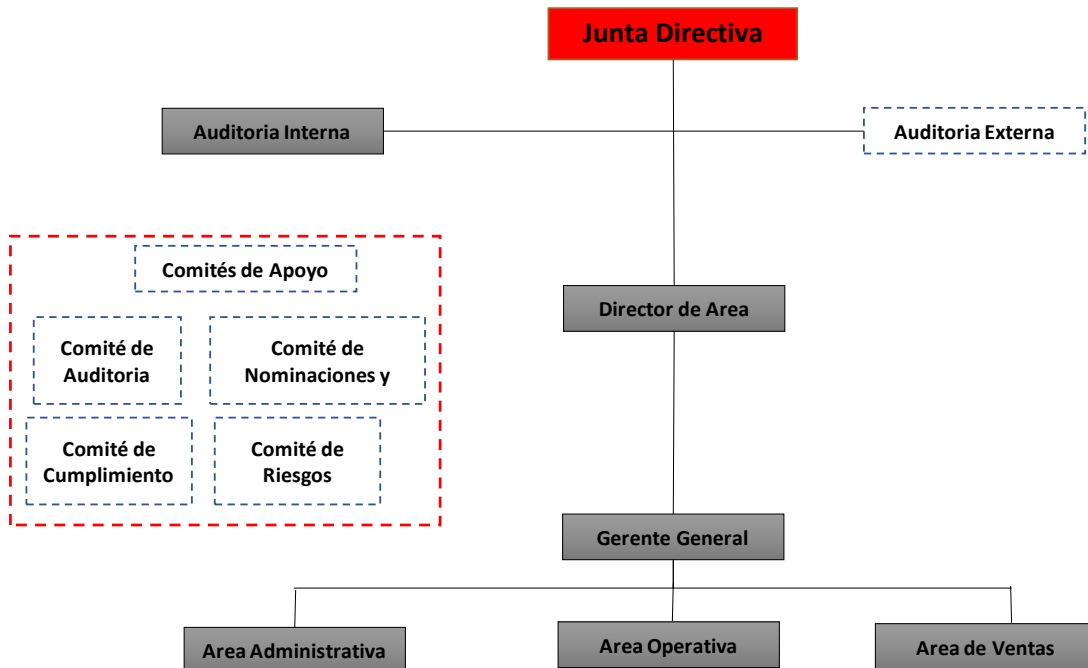 Junta Directiva
Auditoria Interna
Auditoria Externa
Comités de Apoyo
Director de Area
Comité de
Auditoria
Comité de
Nominaciones y
Comité de
Cumplimiento
Comité de
Riesgos
Gerente General
Area Administrativa
Area Operativa
Area de Ventas